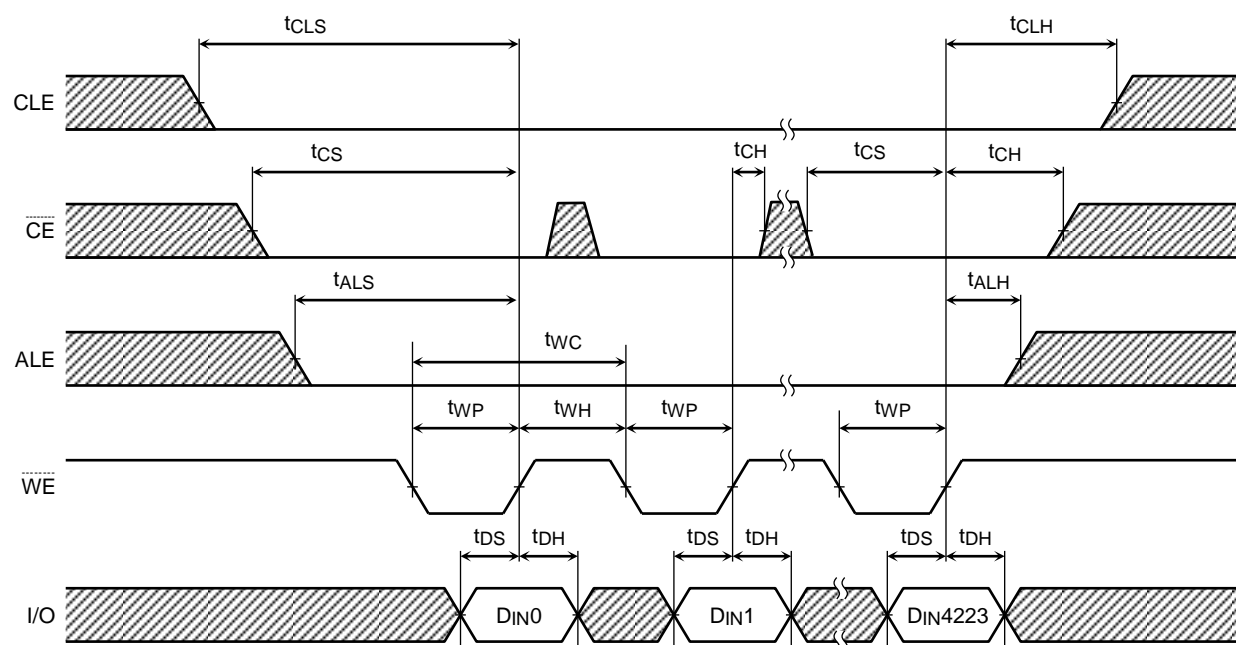 tCLS
tCLH
CLE
tCS
tCH
tCS
tCH
CE
tALS
tALH
tWC
ALE
tWP
tWH
tWP
tWP
WE
tDS
tDH
tDS
tDH
tDS
tDH
I/O
DIN0
DIN1
DIN4223